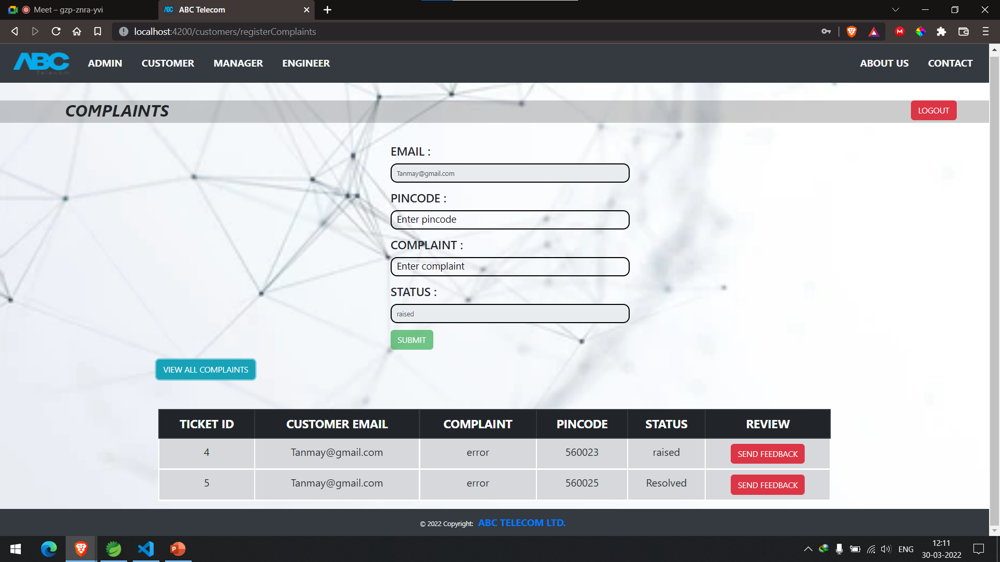 Meet – gzp-znra-yvi
ABC ABC Telecom
localhost:4200/customers/registerComplaints
ABC Telecom ADMIN CUSTOMER MANAGER ENGINEER ABOUT US CONTACT
COMPLAINTS LOGOUT
EMAIL :
Tanmay@gmail.com
PINCODE :
Enter pincode
COMPLAINT :
Enter complaint
STATUS :
raised
SUBMIT
VIEW ALL COMPLAINTS
TICKET ID CUSTOMER EMAIL COMPLAINT PINCODE STATUS REVIEW
4 Tanmay@gmail.com error 560023 raised SEND FEEDBACK
5 Tanmay@gmail.com error 560025 Resolved SEND FEEDBACK
© 2022 Copyright: ABC TELECOM LTD.
ENG 12:11
30-03-2022